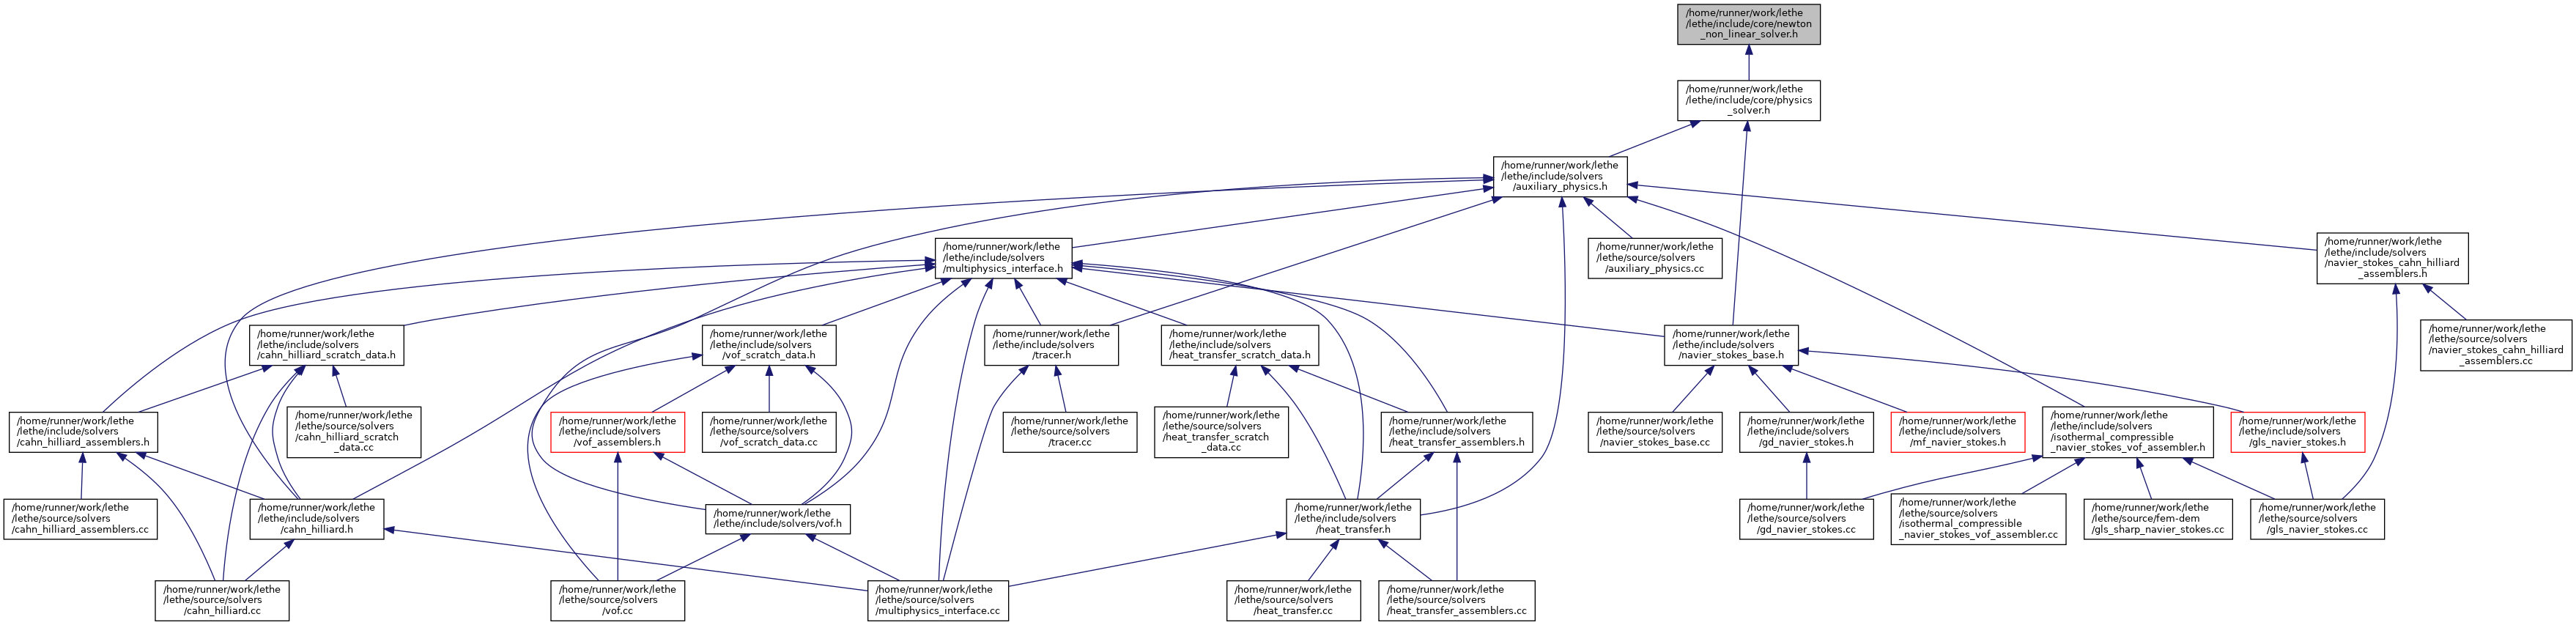 /home/runner/work/lethe
/lethe/include/core/newton
_non_linear_solver.h
/home/runner/work/lethe
/lethe/include/core/physics
_solver.h
/home/runner/work/lethe
/lethe/include/solvers
/auxiliary_physics.h
/home/runner/work/lethe
/lethe/include/solvers
/multiphysics_interface.h
/home/runner/work/lethe
/lethe/source/solvers
/auxiliary_physics.cc
/home/runner/work/lethe
/lethe/include/solvers
/navier_stokes_cahn_hilliard
_assemblers.h
/home/runner/work/lethe
/lethe/include/solvers
/cahn_hilliard_scratch_data.h
/home/runner/work/lethe
/lethe/include/solvers
/vof_scratch_data.h
/home/runner/work/lethe
/lethe/include/solvers
/tracer.h
/home/runner/work/lethe
/lethe/include/solvers
/heat_transfer_scratch_data.h
/home/runner/work/lethe
/lethe/include/solvers
/navier_stokes_base.h
/home/runner/work/lethe
/lethe/source/solvers
/navier_stokes_cahn_hilliard
_assemblers.cc
/home/runner/work/lethe
/lethe/include/solvers
/cahn_hilliard_assemblers.h
/home/runner/work/lethe
/lethe/source/solvers
/cahn_hilliard_scratch
_data.cc
/home/runner/work/lethe
/lethe/include/solvers
/vof_assemblers.h
/home/runner/work/lethe
/lethe/source/solvers
/vof_scratch_data.cc
/home/runner/work/lethe
/lethe/source/solvers
/tracer.cc
/home/runner/work/lethe
/lethe/source/solvers
/heat_transfer_scratch
_data.cc
/home/runner/work/lethe
/lethe/include/solvers
/heat_transfer_assemblers.h
/home/runner/work/lethe
/lethe/source/solvers
/navier_stokes_base.cc
/home/runner/work/lethe
/lethe/include/solvers
/gd_navier_stokes.h
/home/runner/work/lethe
/lethe/include/solvers
/mf_navier_stokes.h
/home/runner/work/lethe
/lethe/include/solvers
/isothermal_compressible
_navier_stokes_vof_assembler.h
/home/runner/work/lethe
/lethe/include/solvers
/gls_navier_stokes.h
/home/runner/work/lethe
/lethe/source/solvers
/cahn_hilliard_assemblers.cc
/home/runner/work/lethe
/lethe/include/solvers
/cahn_hilliard.h
/home/runner/work/lethe
/lethe/include/solvers/vof.h
/home/runner/work/lethe
/lethe/include/solvers
/heat_transfer.h
/home/runner/work/lethe
/lethe/source/solvers
/gd_navier_stokes.cc
/home/runner/work/lethe
/lethe/source/solvers
/isothermal_compressible
_navier_stokes_vof_assembler.cc
/home/runner/work/lethe
/lethe/source/fem-dem
/gls_sharp_navier_stokes.cc
/home/runner/work/lethe
/lethe/source/solvers
/gls_navier_stokes.cc
/home/runner/work/lethe
/lethe/source/solvers
/cahn_hilliard.cc
/home/runner/work/lethe
/lethe/source/solvers
/vof.cc
/home/runner/work/lethe
/lethe/source/solvers
/multiphysics_interface.cc
/home/runner/work/lethe
/lethe/source/solvers
/heat_transfer.cc
/home/runner/work/lethe
/lethe/source/solvers
/heat_transfer_assemblers.cc